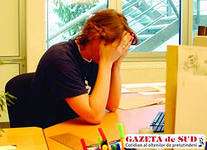 GAZETA de SUD
Cotidian al oltenilor de pretutindeni